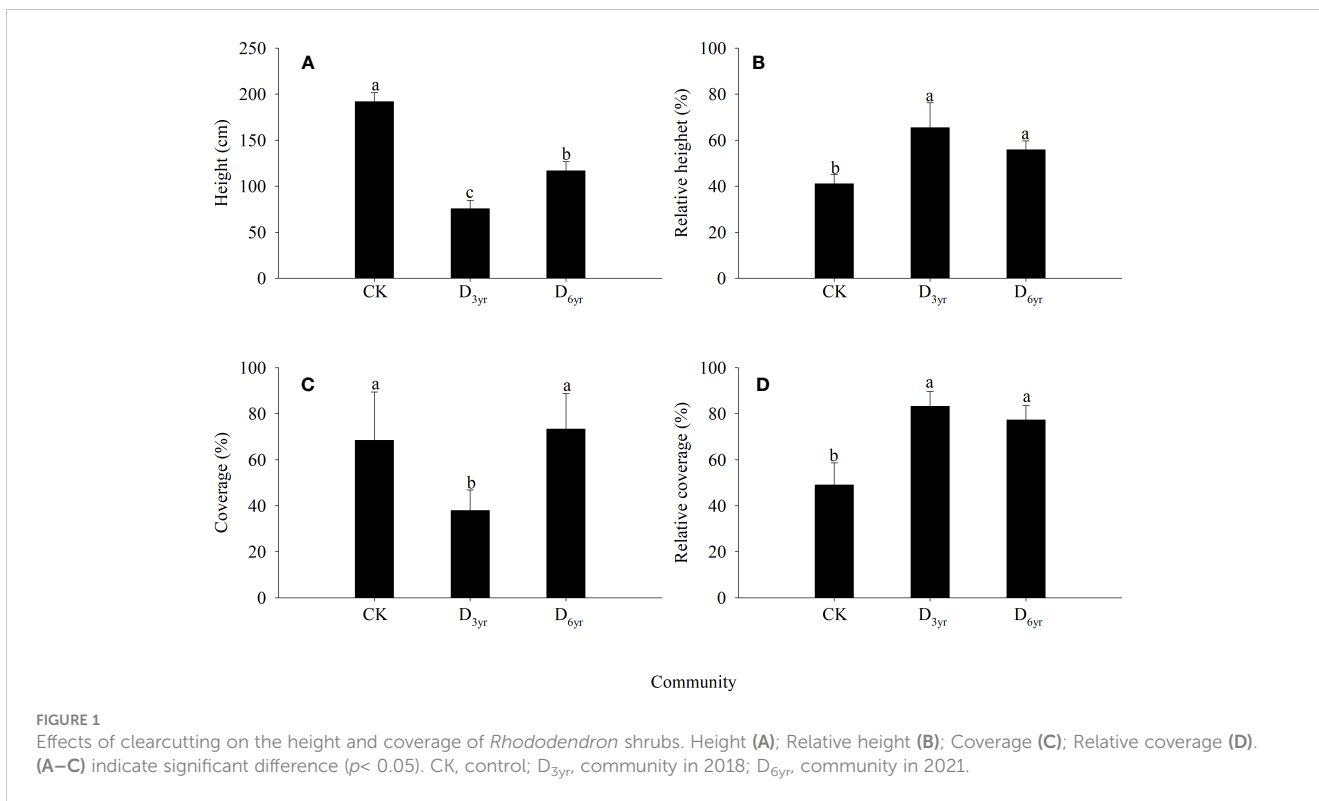 A
250
200
150
100
50
0
Height (cm)
a
c
b
CK
D3yr
D6yr
B
100
80
60
40
20
0
Relative heighet (%)
b
a
a
CK
D3yr
D6yr
C
100
80
60
40
20
0
Coverage (%)
a
b
a
CK
D3yr
D6yr
D
100
80
60
40
20
0
Relative coverage (%)
b
a
a
CK
D3yr
D6yr
Community
FIGURE 1
Effects of clearcutting on the height and coverage of Rhododendron shrubs. Height (A); Relative height (B); Coverage (C); Relative coverage (D).
(A–C) indicate significant difference (p< 0.05). CK, control; D3yr, community in 2018; D6yr, community in 2021.